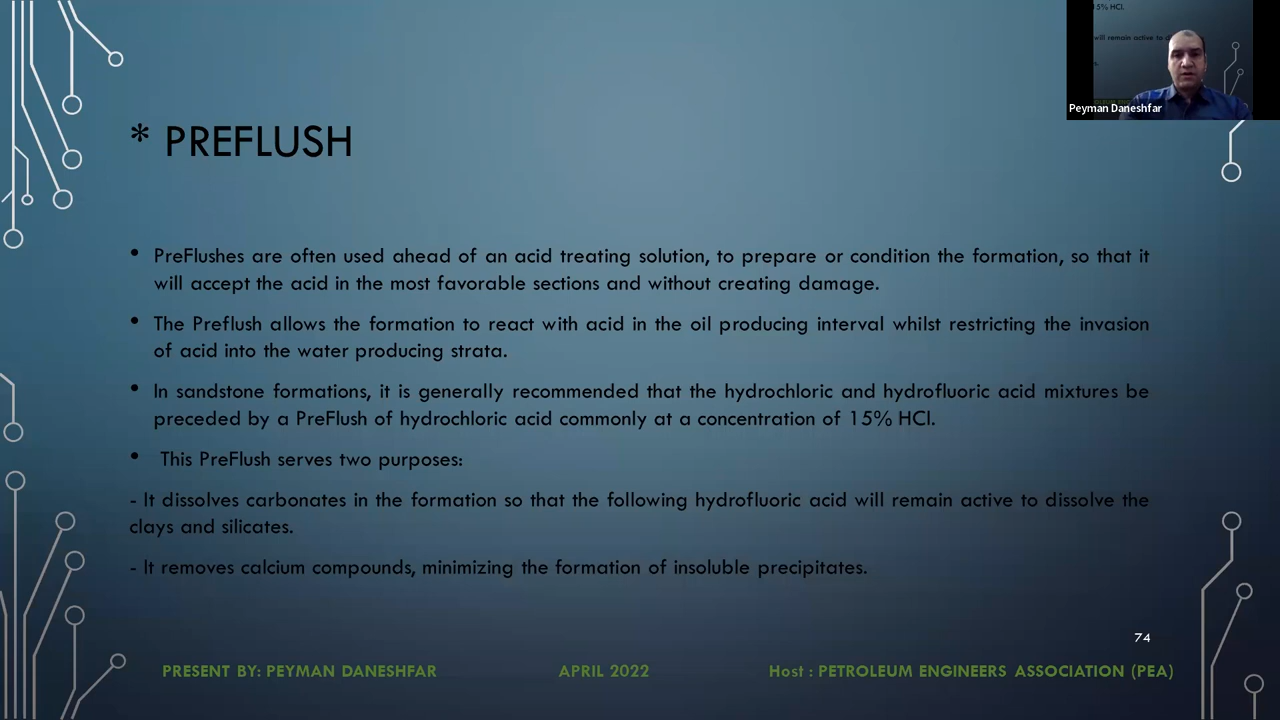 15% HCl.
will remain active to d
Peyman Daneshfar
* PREFLUSH
• PreFlushes are often used ahead of an acid treating solution, to prepare or condition the formation, so that it
will accept the acid in the most favorable sections and without creating damage.
• The Preflush allows the formation to react with acid in the oil producing interval whilst restricting the invasion
of acid into the water producing strata.
• In sandstone formations, it is generally recommended that the hydrochloric and hydrofluoric acid mixtures be
preceded by a PreFlush of hydrochloric acid commonly at a concentration of 15% HCl.
• This PreFlush serves two purposes:
- It dissolves carbonates in the formation so that the following hydrofluoric acid will remain active to dissolve the
clays and silicates.
- It removes calcium compounds, minimizing the formation of insoluble precipitates.
74
PRESENT BY: PEYMAN DANESHFAR APRIL 2022 Host : PETROLEUM ENGINEERS ASSOCIATION (PEA)